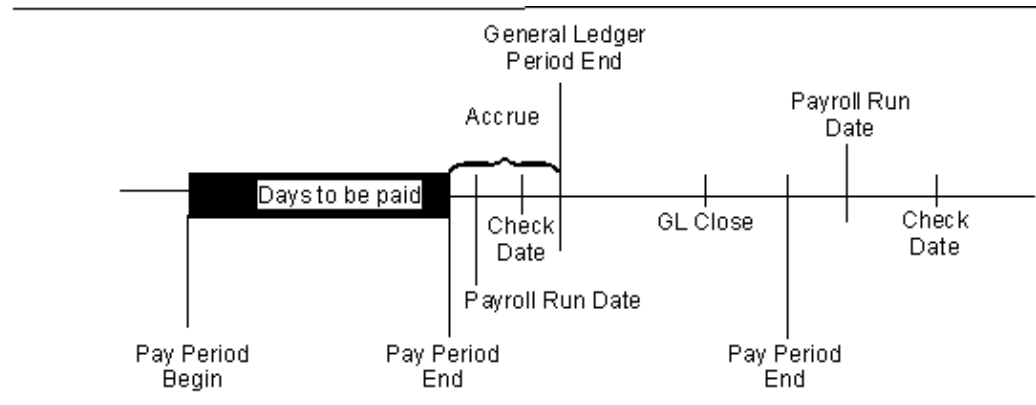 General Ledger
Period End
Accrue
Payroll Run
Date
Days to be paid
Check
Date
GL Close
Check
Date
Payroll Run Date
Pay Period
Begin
Pay Period
End
Pay Period
End